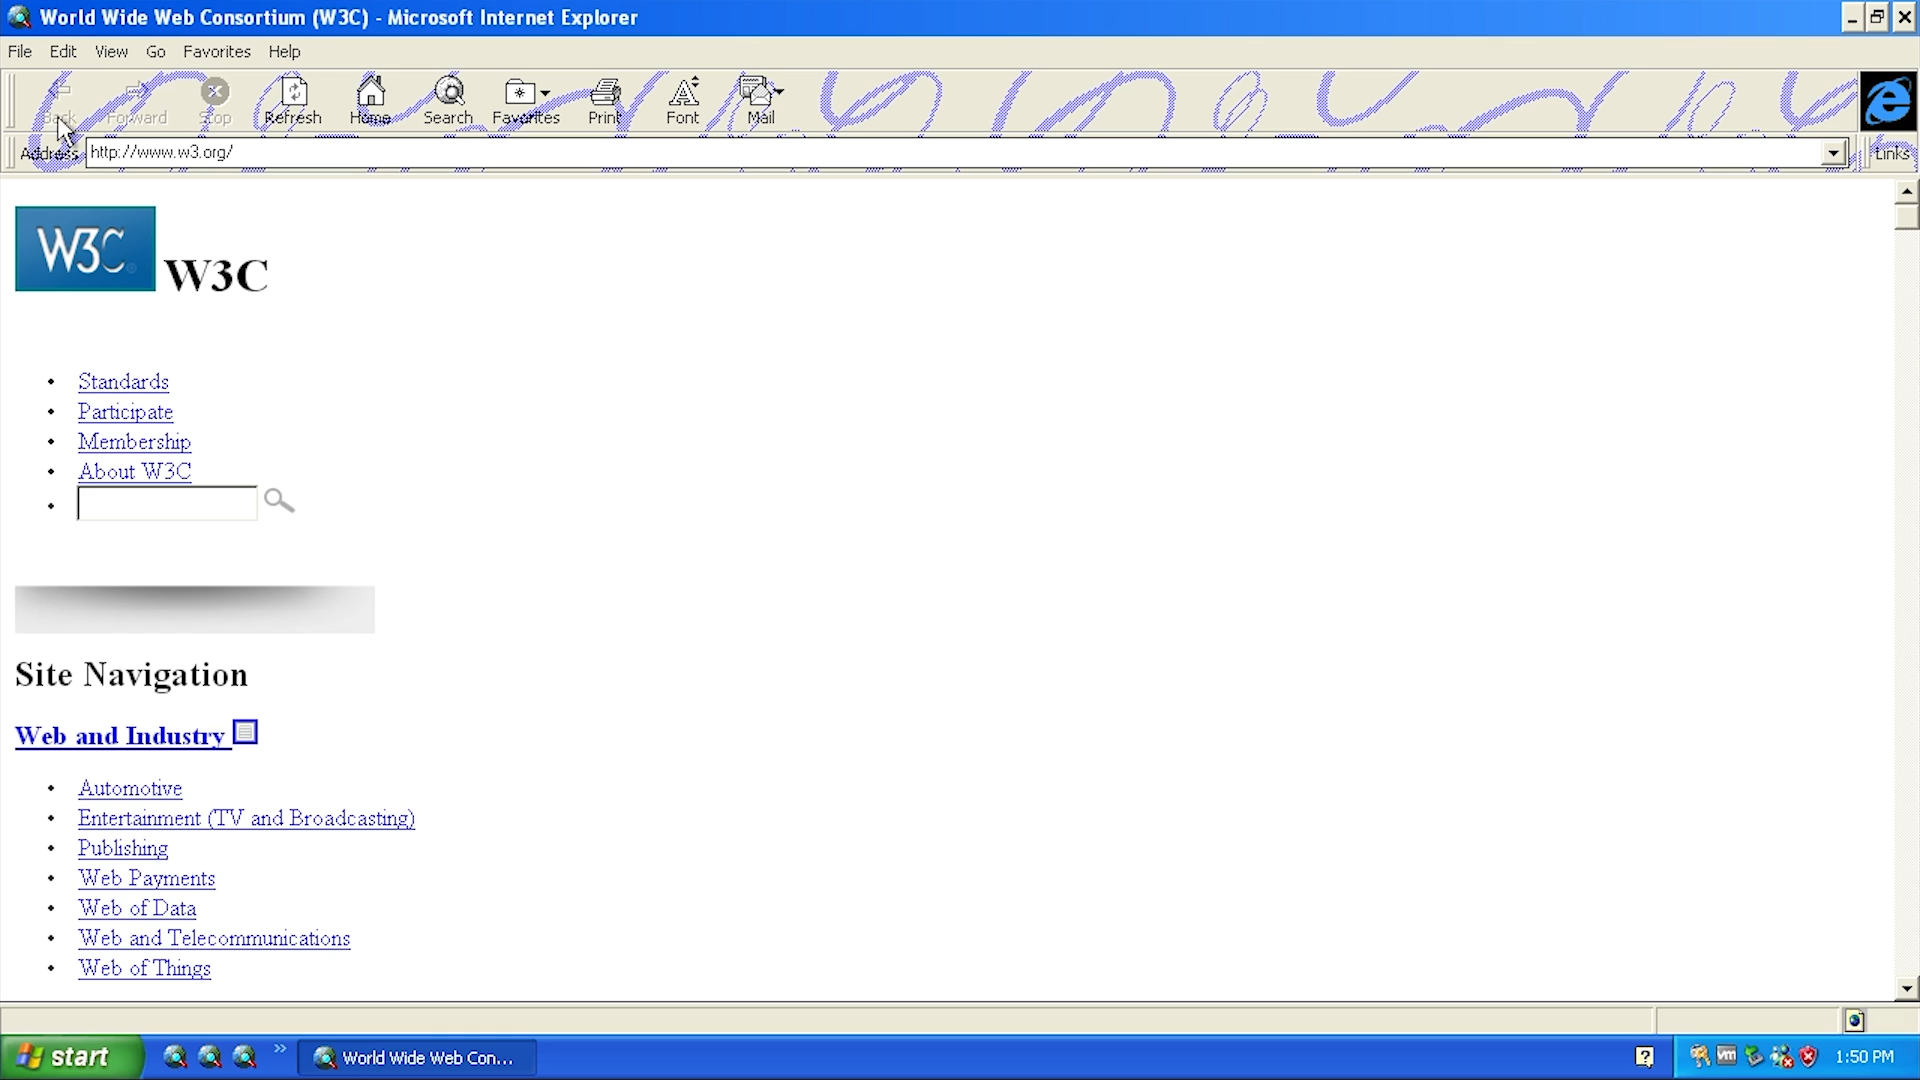 World Wide Web Consortium (W3C) - Microsoft Internet Explorer
File Edit View Go Favorites Help
Back Forward Stop Refresh Home Search Favorites Print Font Mail
Address http://www.w3.org/ Links
W3C W3C
Standards
Participate
Membership
About W3C
Site Navigation
Web and Industry
Automotive
Entertainment (TV and Broadcasting)
Publishing
Web Payments
Web of Data
Web and Telecommunications
Web of Things
start World Wide Web Con... vm 1:50 PM